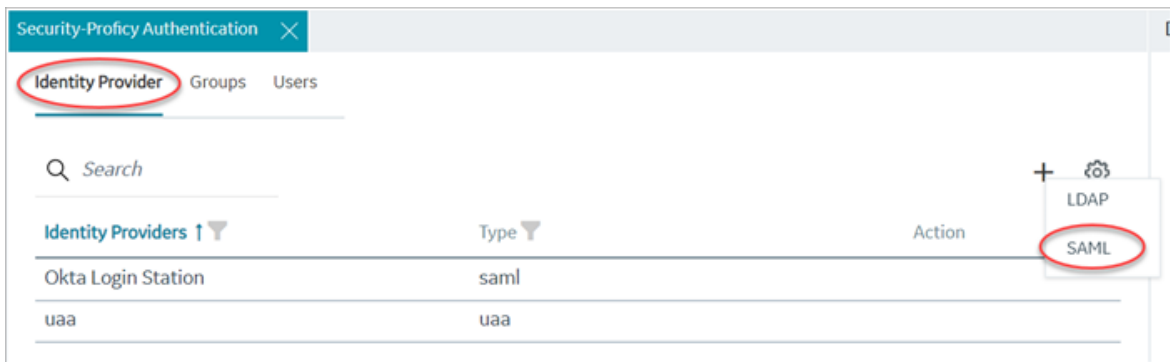 Security-Proficy Authentication
Identity Provider Groups Users
Search
LDAP
Identity Providers Type Action
SAML
Okta Login Station saml
uaa uaa